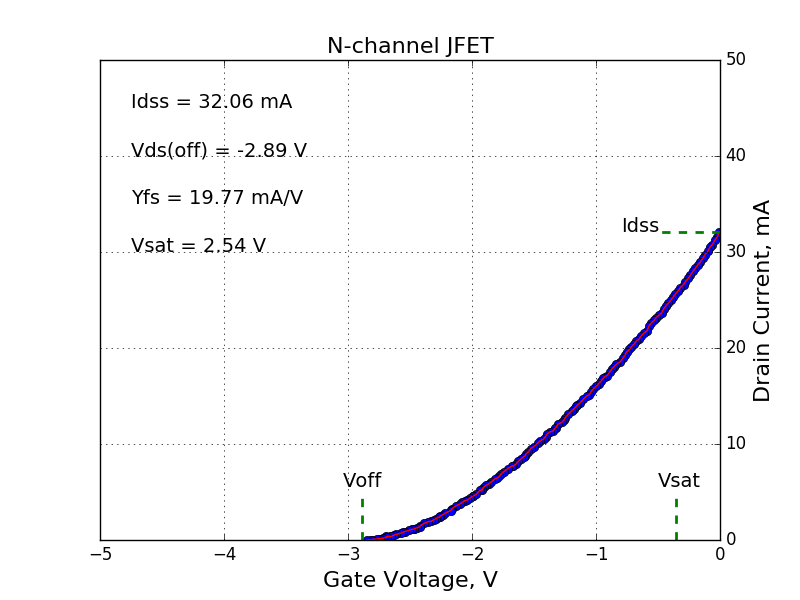 N-channel JFET
Idss = 32.06 mA
Vds(off) = -2.89 V
Yfs = 19.77 mA/V
Vsat = 2.54 V
Idss
Voff
Vsat
50
40
30
20
10
0
Drain Current, mA
−5 −4 −3 −2 −1 0
Gate Voltage, V